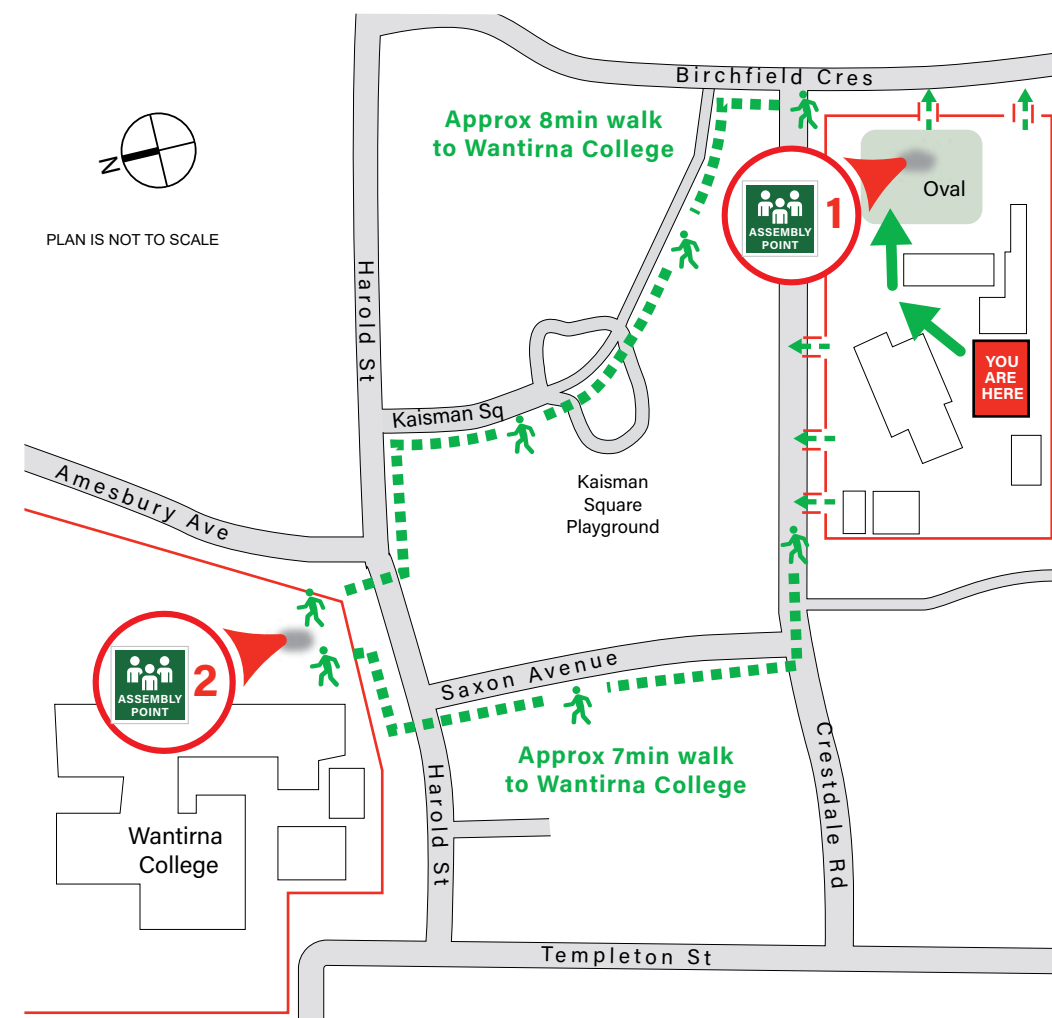 Birchfield Cres
Approx 8min walk
to Wantirna College
N
PLAN IS NOT TO SCALE
ASSEMBLY
POINT
1
Oval
Harold St
YOU
ARE
HERE
Kaisman Sq
Kaisman
Square
Playground
Amesbury Ave
ASSEMBLY
POINT
2
Saxon Avenue
Approx 7min walk
to Wantirna College
Crestdale Rd
Harold St
Wantirna
College
Templeton St